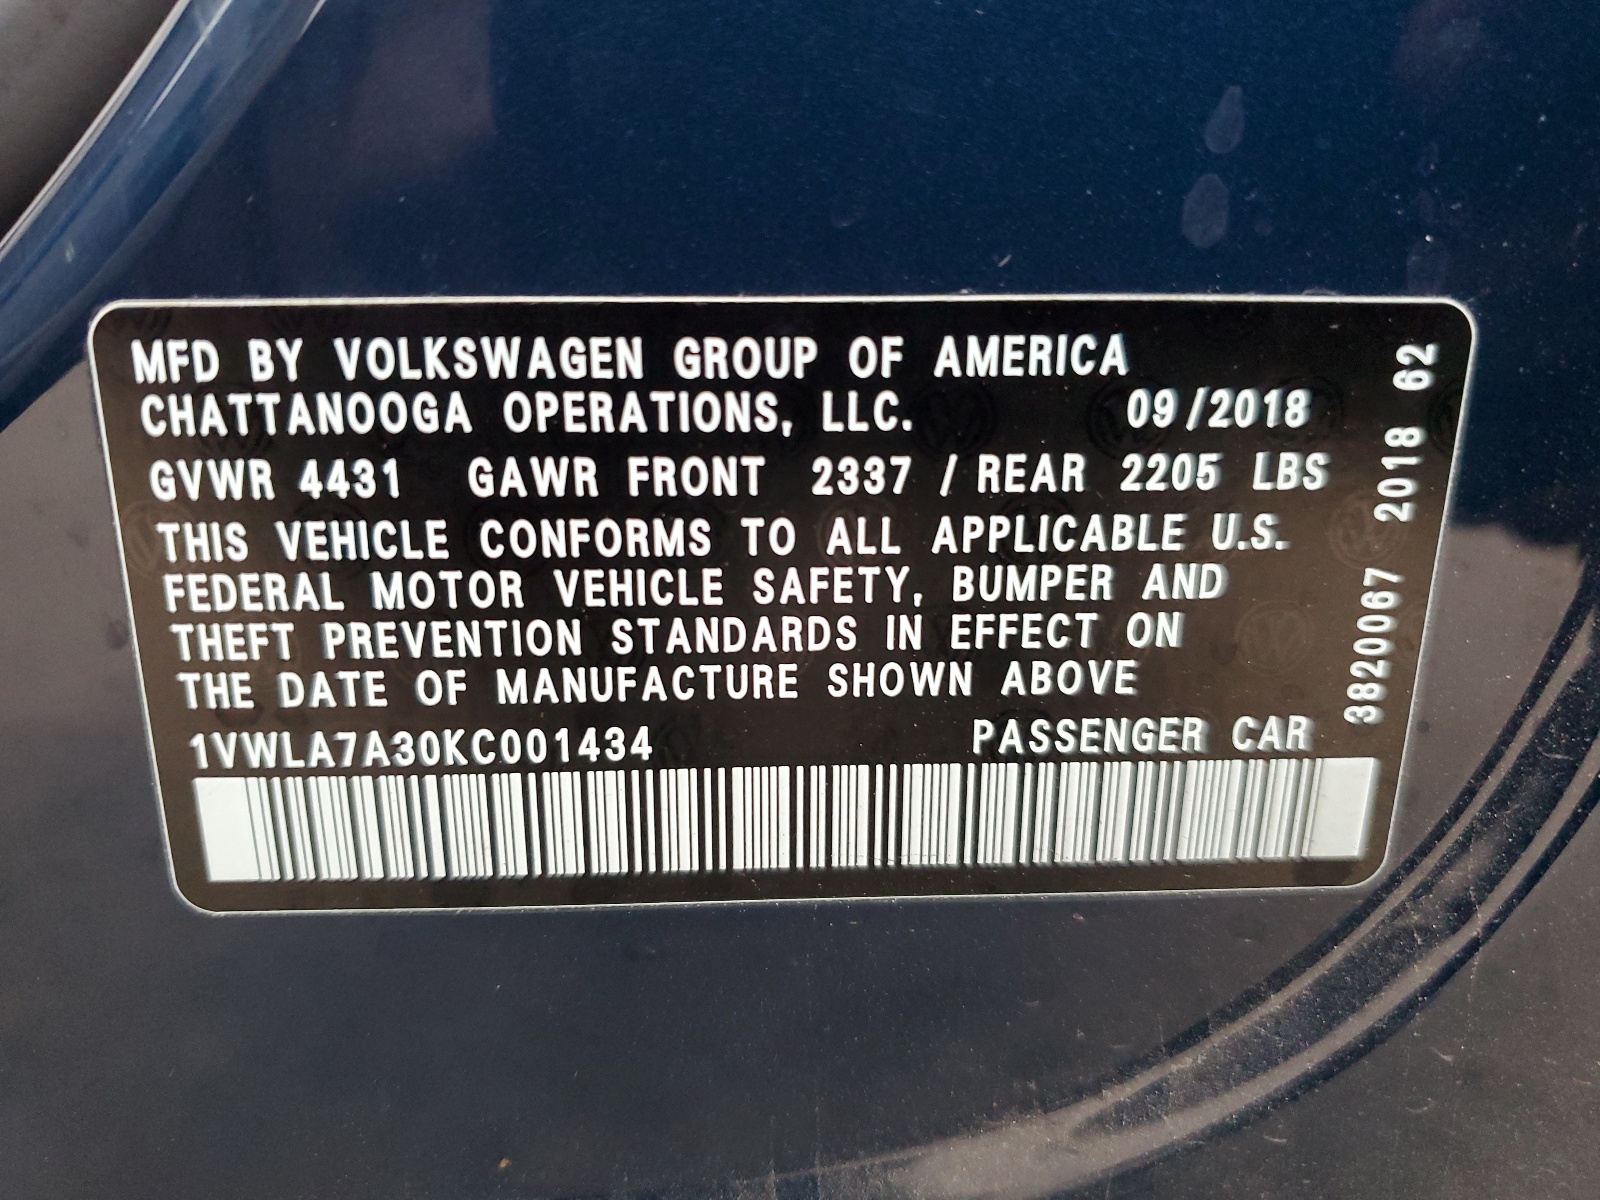 MFD BY VOLKSWAGEN GROUP OF AMERICA
CHATTANOOGA OPERATIONS, LLC. 09/2018
GVWR 4431 GAWR FRONT 2337 / REAR 2205 LBS
THIS VEHICLE CONFORMS TO ALL APPLICABLE U.S.
FEDERAL MOTOR VEHICLE SAFETY, BUMPER AND
THEFT PREVENTION STANDARDS IN EFFECT ON
THE DATE OF MANUFACTURE SHOWN ABOVE
1VWLA7A30KC001434 PASSENGER CAR
3820067 2018 62